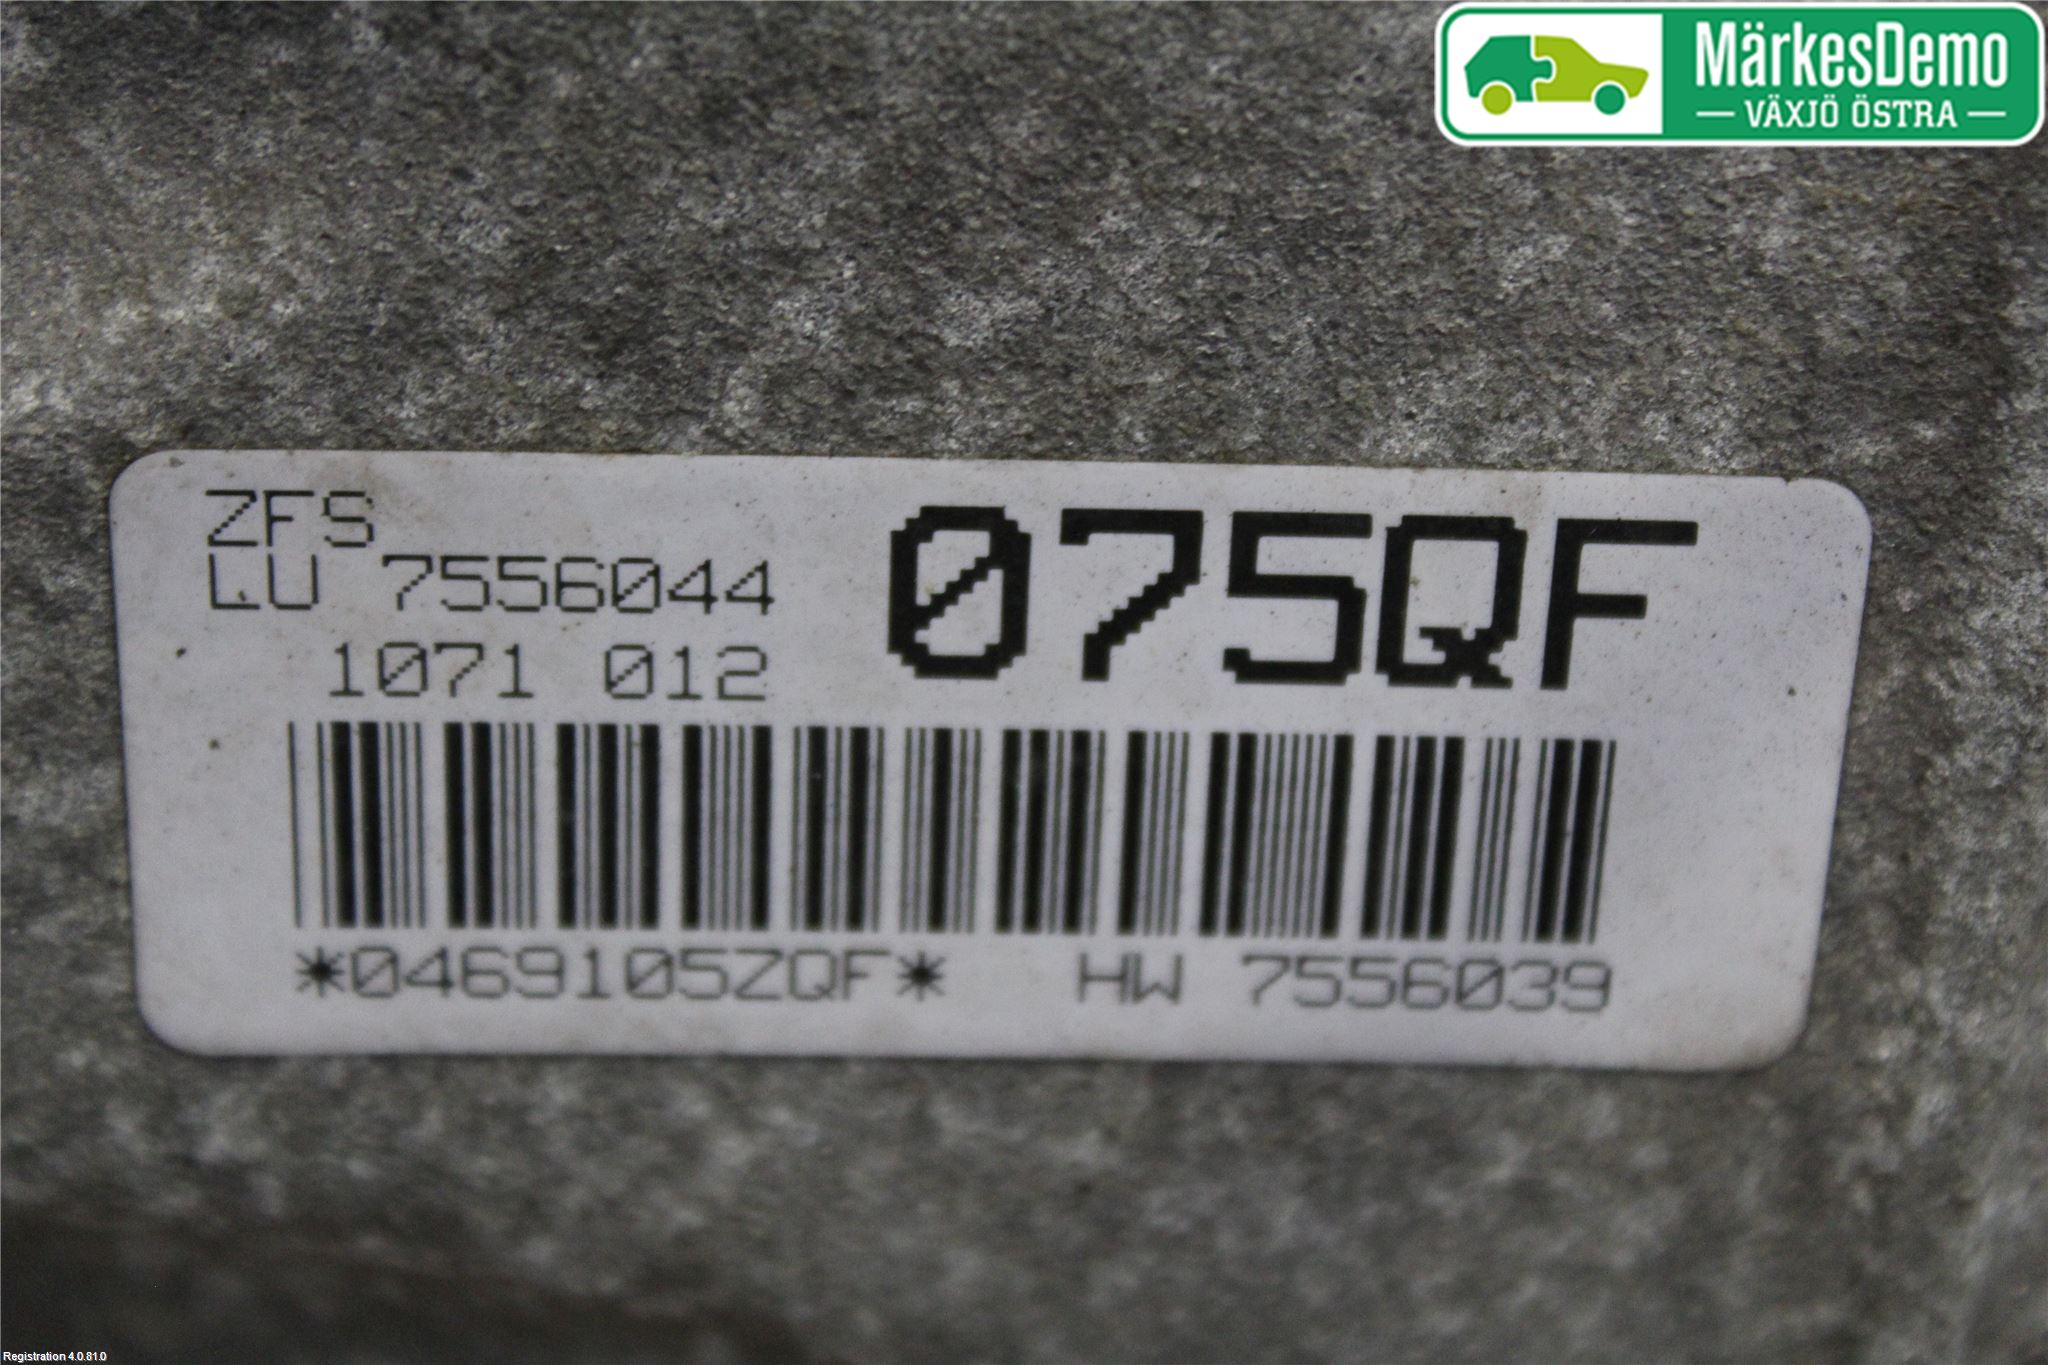 MärkesDemo
VÄXJÖ ÖSTRA
ZFS
LU 7556044
075QF
1071 012
*0469105ZQF* HW 7556039
Registration 4.0.81.0